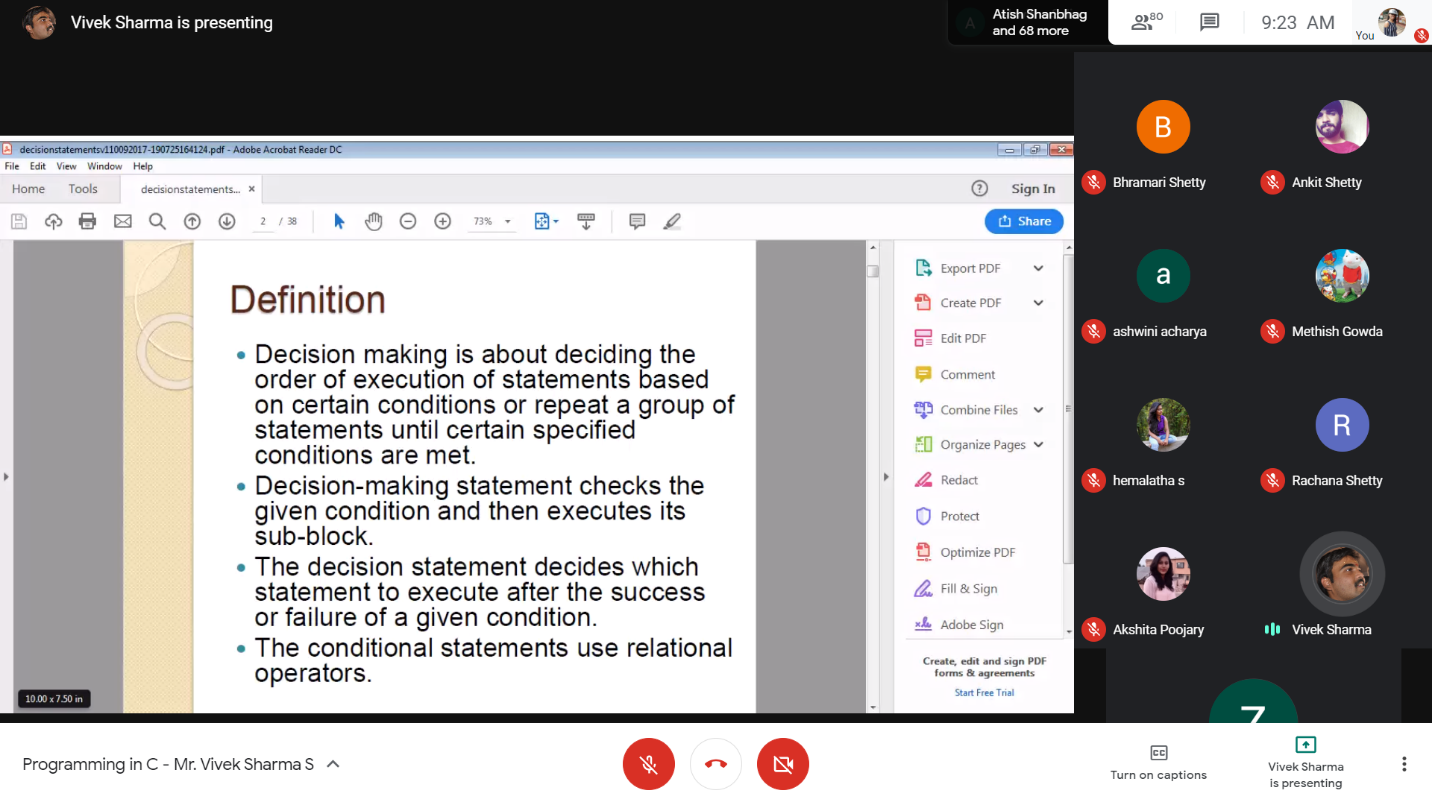 Vivek Sharma is presenting
A
Atish Shanbhag
and 68 more
80
9:23 AM
You
decisionstatementsv110092017-190725164124.pdf - Adobe Acrobat Reader DC
File Edit View Window Help
Home Tools decisionstatements... × ? Sign In
2 / 38 73% Share
Definition
• Decision making is about deciding the
order of execution of statements based
on certain conditions or repeat a group of
statements until certain specified
conditions are met.
• Decision-making statement checks the
given condition and then executes its
sub-block.
• The decision statement decides which
statement to execute after the success
or failure of a given condition.
• The conditional statements use relational
operators.
10.00 x 7.50 in
Export PDF
Create PDF
Edit PDF
Comment
Combine Files
Organize Pages
Redact
Protect
Optimize PDF
Fill & Sign
Adobe Sign
Create, edit and sign PDF
forms & agreements
Start Free Trial
B
Bhramari Shetty
Ankit Shetty
a
ashwini acharya
Methish Gowda
hemalatha s
R
Rachana Shetty
Akshita Poojary
Vivek Sharma
Z
Programming in C - Mr. Vivek Sharma S
CC
Turn on captions
Vivek Sharma
is presenting